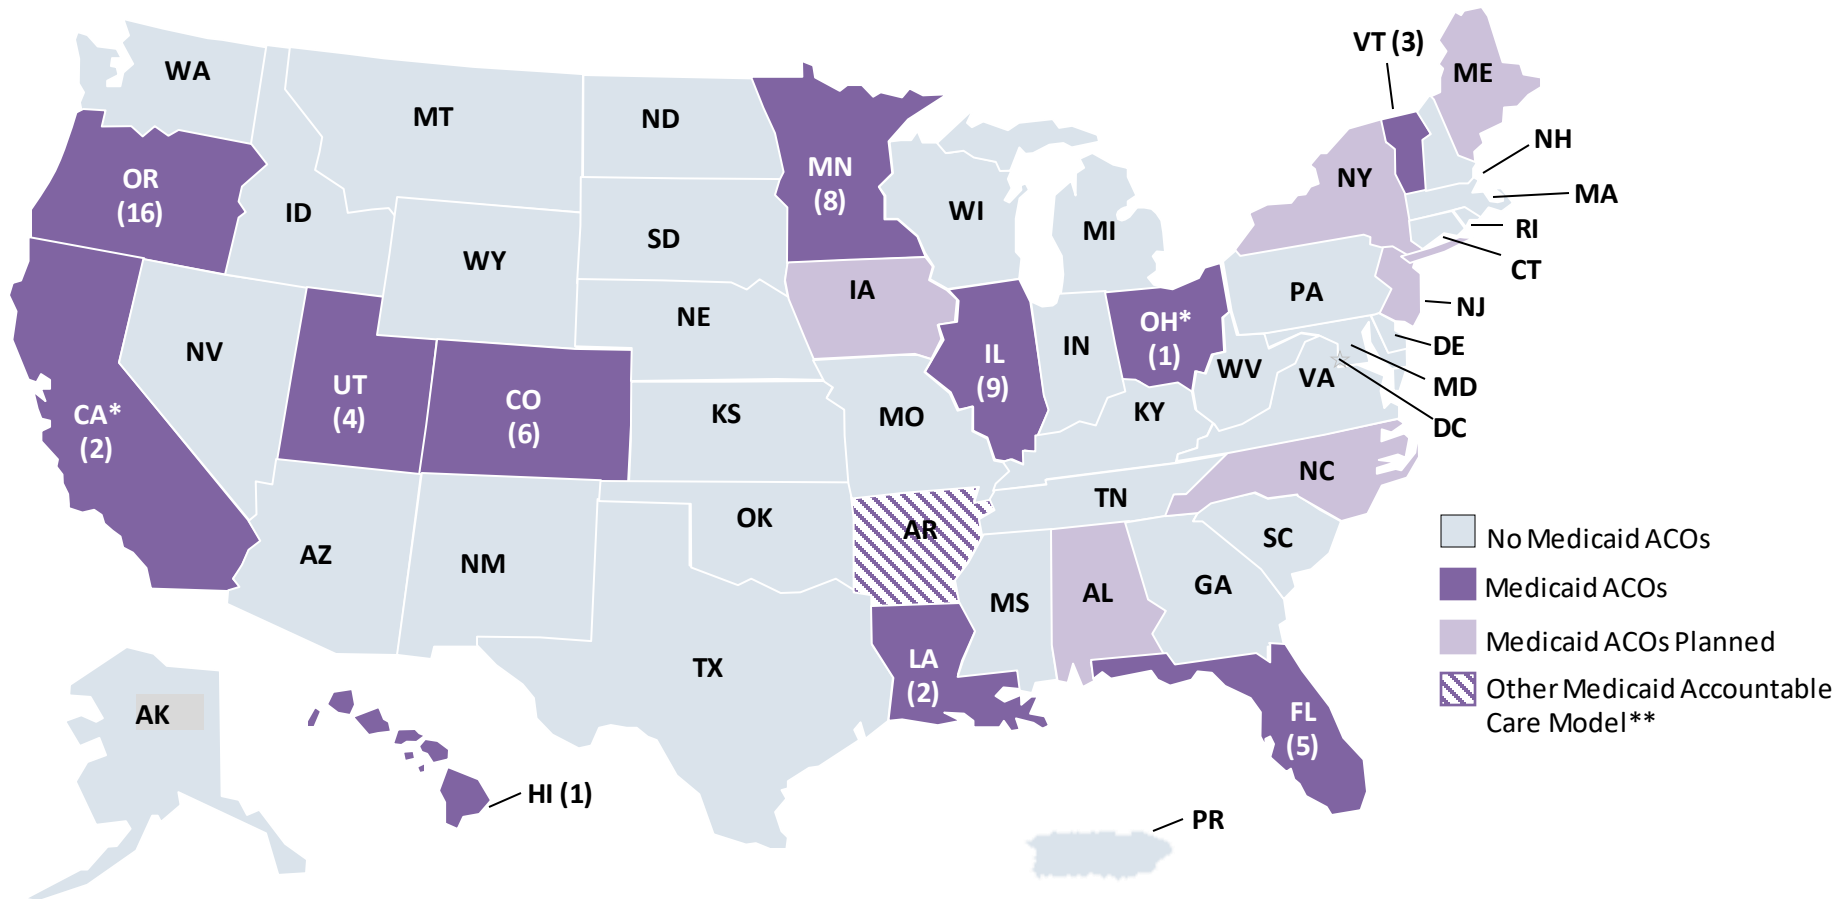 VT (3)
WA
ME
MT
ND
NH
OR
(16)
MN
(8)
NY
MA
ID
WI
MI
RI
SD
WY
CT
IA
PA
NJ
NE
OH*
(1)
NV
IN
DE
IL
(9)
WV
VA
MD
UT
(4)
CO
(6)
CA*
(2)
KS
MO
KY
DC
NC
TN
OK
AR
SC
AZ
NM
GA
MS
AL
TX
LA
(2)
AK
FL
(5)
HI (1)
PR
No Medicaid ACOs
Medicaid ACOs
Medicaid ACOs Planned
Other Medicaid Accountable
Care Model**